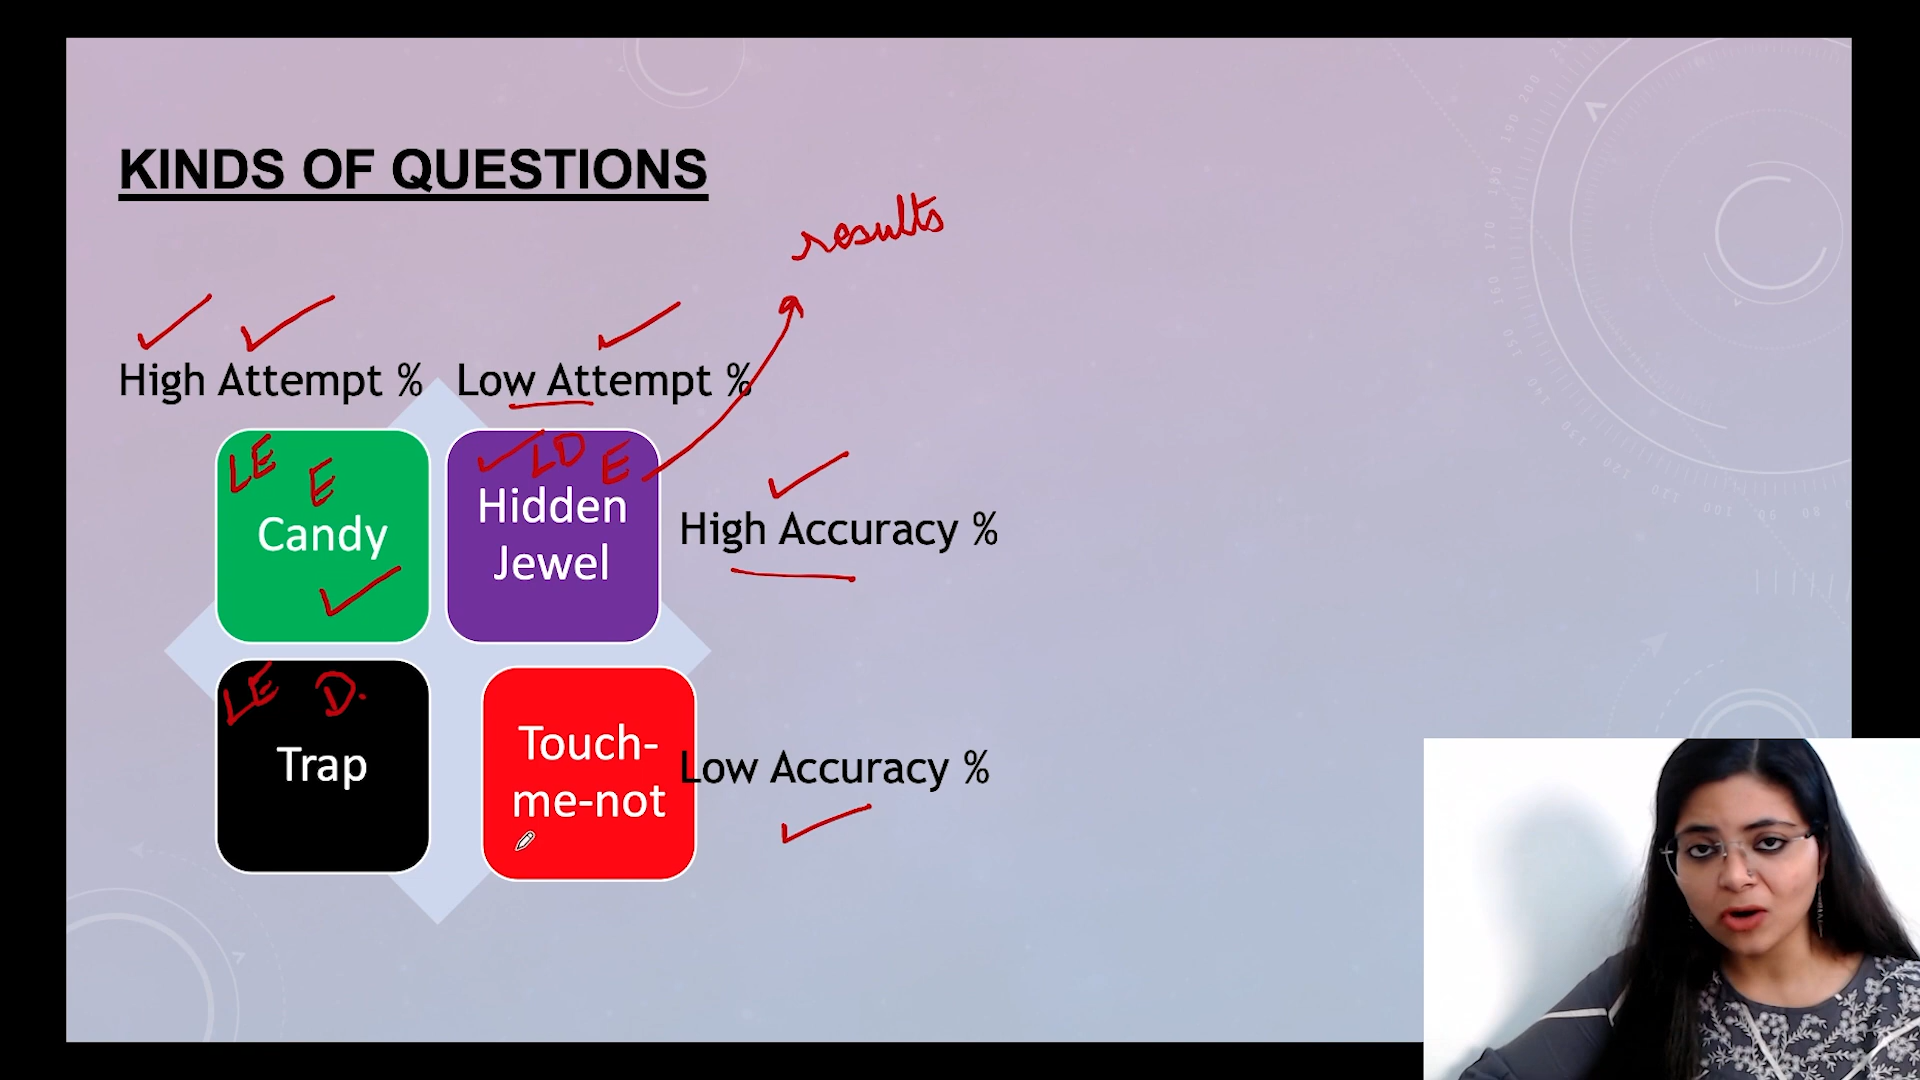 KINDS OF QUESTIONS
results
High Attempt % Low Attempt %
LE E
LD E
Candy
Hidden
Jewel
High Accuracy %
LE D.
Trap
Touch-
me-not
Low Accuracy %